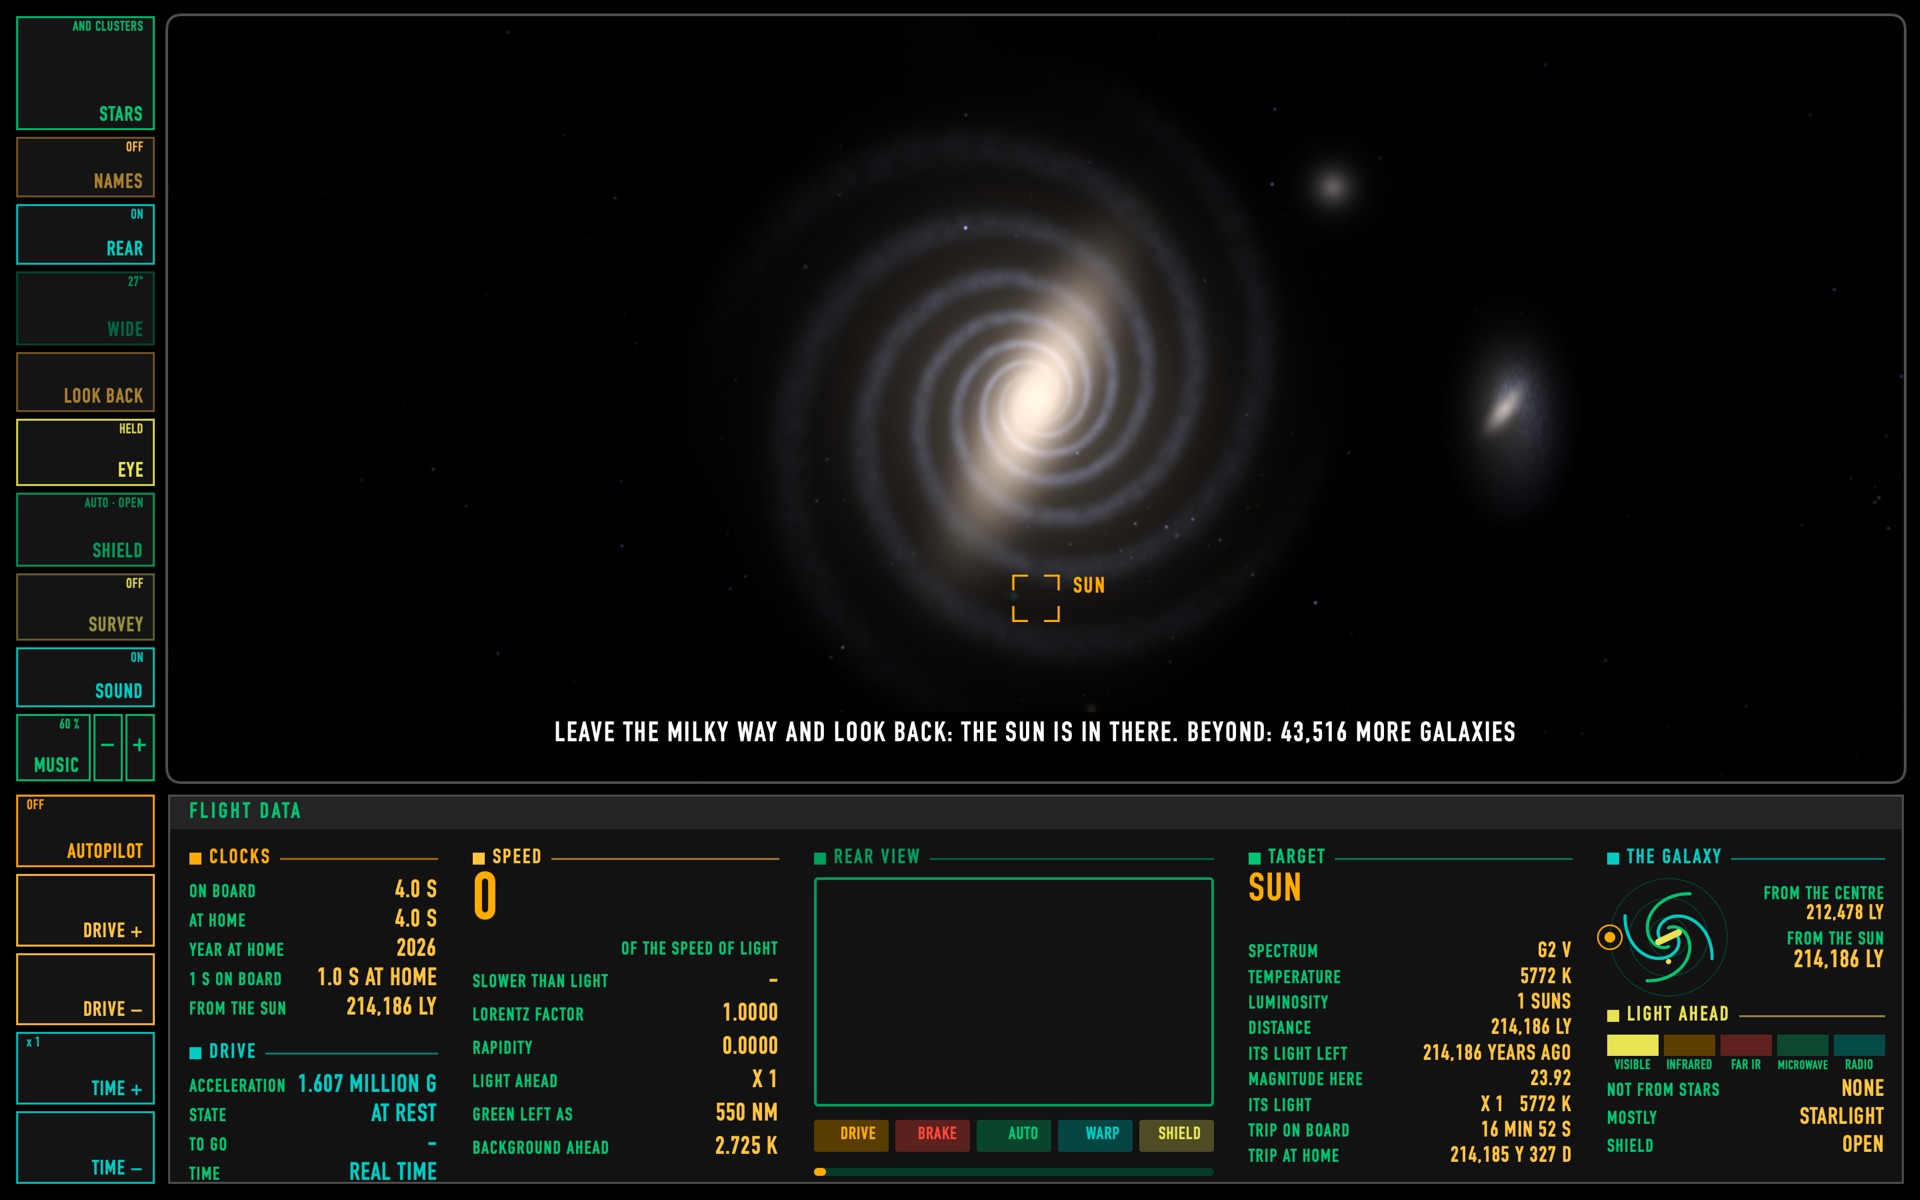 AND CLUSTERS
STARS
OFF
NAMES
ON
REAR
27°
WIDE
LOOK BACK
HELD
EYE
AUTO · OPEN
SHIELD
OFF
SURVEY
ON
SOUND
60 %
MUSIC − +
OFF
AUTOPILOT
DRIVE +
DRIVE −
X 1
TIME +
TIME −
SUN
LEAVE THE MILKY WAY AND LOOK BACK: THE SUN IS IN THERE. BEYOND: 43,516 MORE GALAXIES
FLIGHT DATA
CLOCKS
ON BOARD 4.0 S
AT HOME 4.0 S
YEAR AT HOME 2026
1 S ON BOARD 1.0 S AT HOME
FROM THE SUN 214,186 LY
DRIVE
ACCELERATION 1.607 MILLION G
STATE AT REST
TO GO –
TIME REAL TIME
SPEED
0
OF THE SPEED OF LIGHT
SLOWER THAN LIGHT –
LORENTZ FACTOR 1.0000
RAPIDITY 0.0000
LIGHT AHEAD X 1
GREEN LEFT AS 550 NM
BACKGROUND AHEAD 2.725 K
REAR VIEW
DRIVE BRAKE AUTO WARP SHIELD
TARGET
SUN
SPECTRUM G2 V
TEMPERATURE 5772 K
LUMINOSITY 1 SUNS
DISTANCE 214,186 LY
ITS LIGHT LEFT 214,186 YEARS AGO
MAGNITUDE HERE 23.92
ITS LIGHT X 1 5772 K
TRIP ON BOARD 16 MIN 52 S
TRIP AT HOME 214,185 Y 327 D
THE GALAXY
FROM THE CENTRE
212,478 LY
FROM THE SUN
214,186 LY
LIGHT AHEAD
VISIBLE INFRARED FAR IR MICROWAVE RADIO
NOT FROM STARS NONE
MOSTLY STARLIGHT
SHIELD OPEN